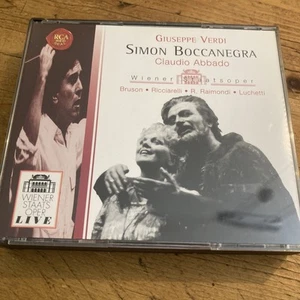 RCA
GIUSEPPE VERDI
SIMON BOCCANEGRA
Claudio Abbado
Wiener Staatsoper
Bruson • Ricciarelli • R. Raimondi • Luchetti
WIENER
STAATS
OPER
LIVE